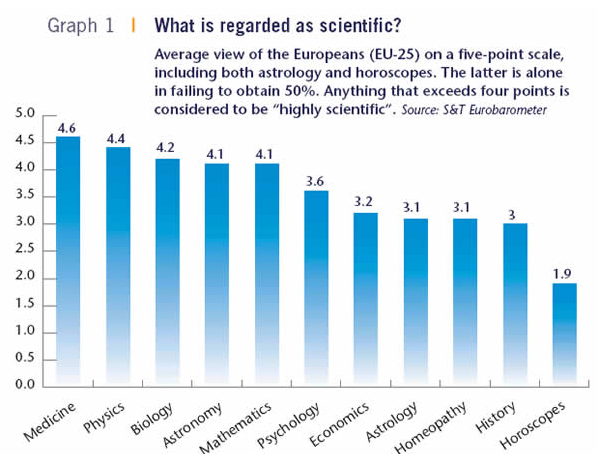 Graph 1 | What is regarded as scientific?
Average view of the Europeans (EU-25) on a five-point scale,
including both astrology and horoscopes. The latter is alone
in failing to obtain 50%. Anything that exceeds four points is
considered to be “highly scientific”. Source: S&T Eurobarometer
5.0
4.5
4.0
3.5
3.0
2.5
2.0
1.5
1.0
0.5
0.0
4.6
4.4
4.2
4.1
4.1
3.6
3.2
3.1
3.1
3
1.9
Medicine
Physics
Biology
Astronomy
Mathematics
Psychology
Economics
Astrology
Homeopathy
History
Horoscopes